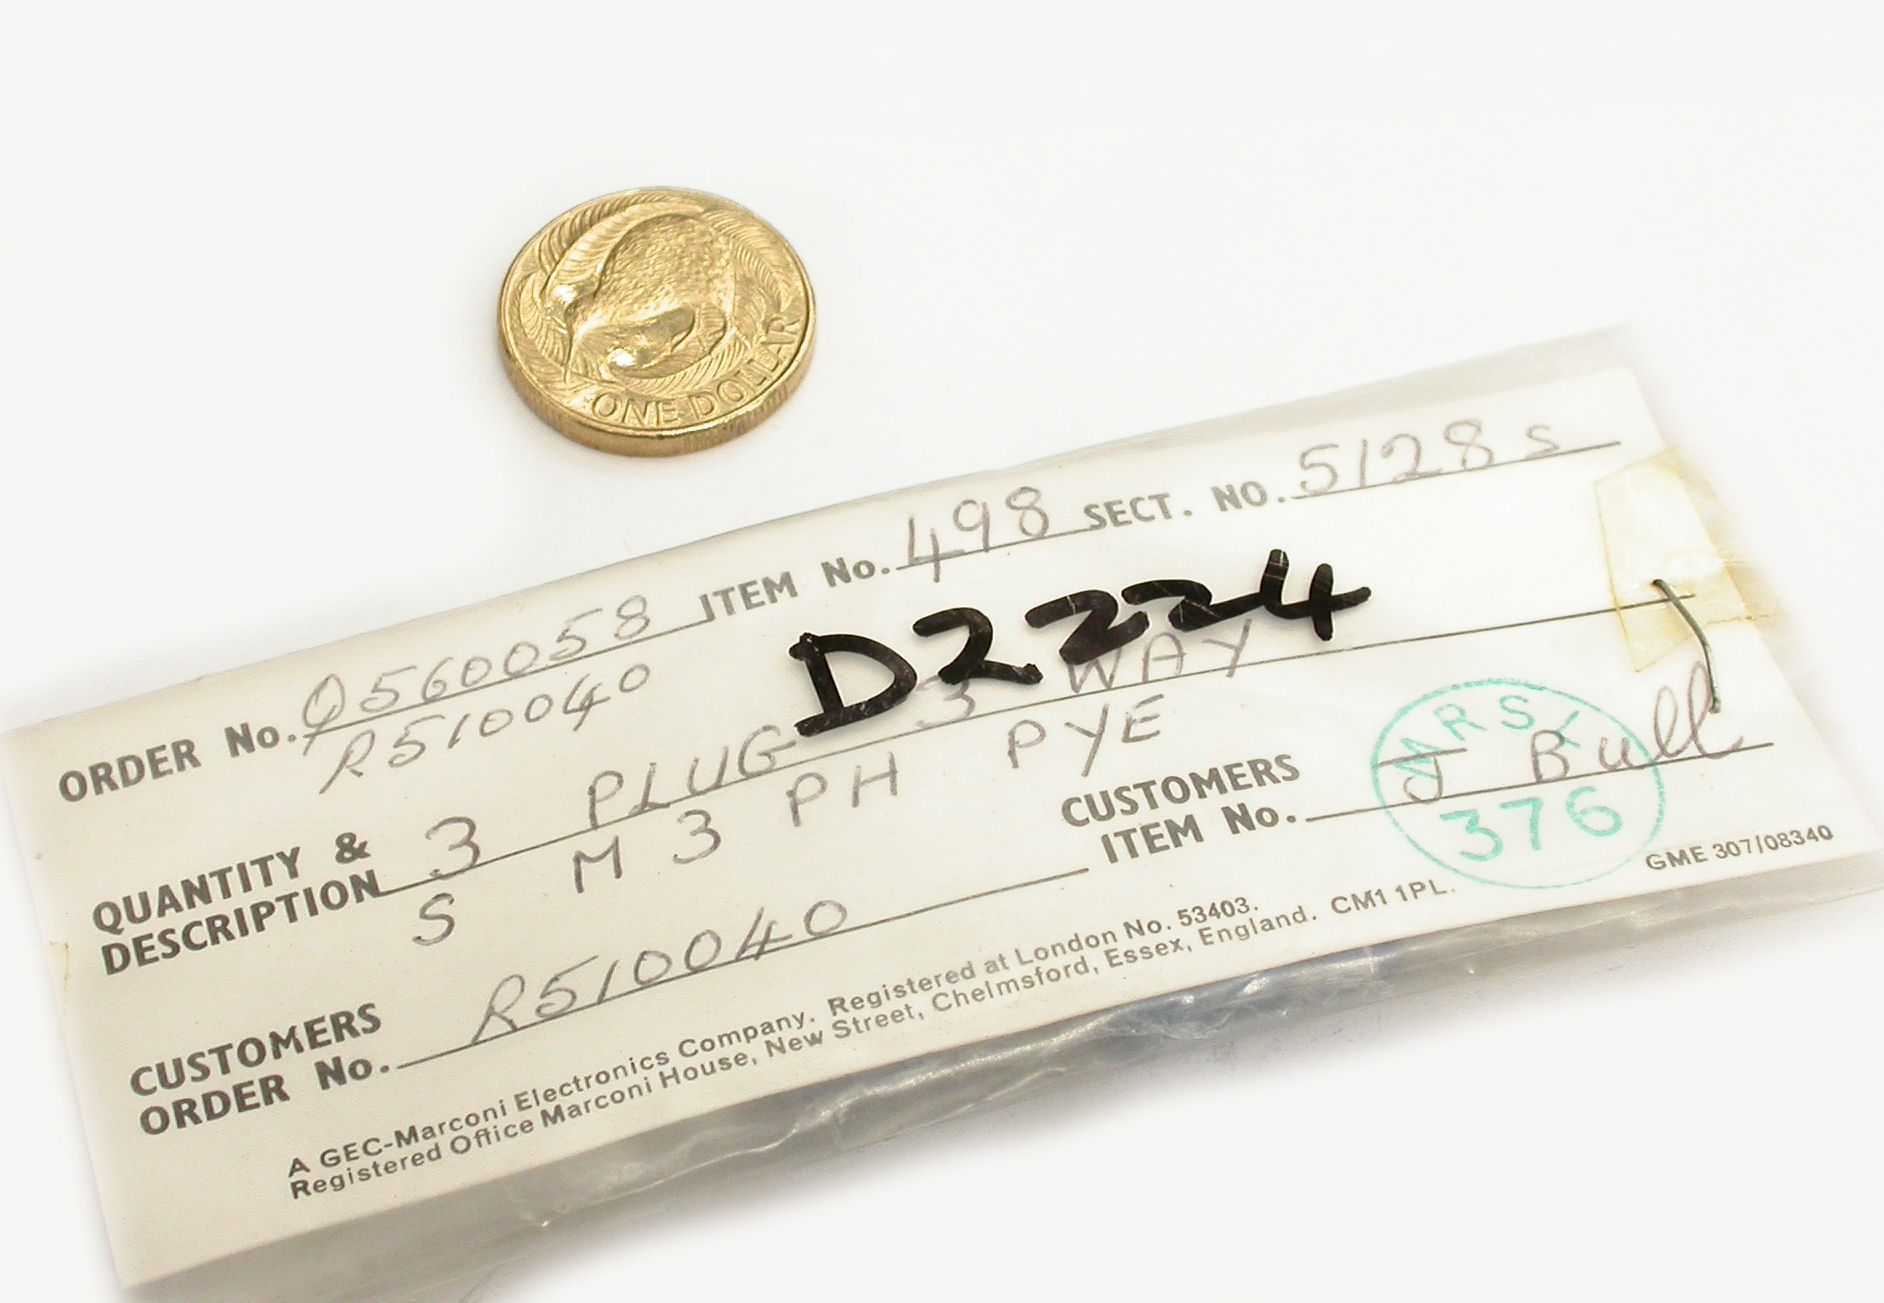 ONE DOLLAR
ORDER No. Q560058 ITEM No. 498 SECT. NO. 5128 S
R510040
D2224
QUANTITY & DESCRIPTION 3 PLUG 3 WAY
S M 3 PH PYE
CUSTOMERS ITEM No. J Bull
376
CUSTOMERS ORDER No. R510040
GME 307/08340
A GEC-Marconi Electronics Company. Registered at London No. 53403.
Registered Office Marconi House, New Street, Chelmsford, Essex, England. CM1 1PL.